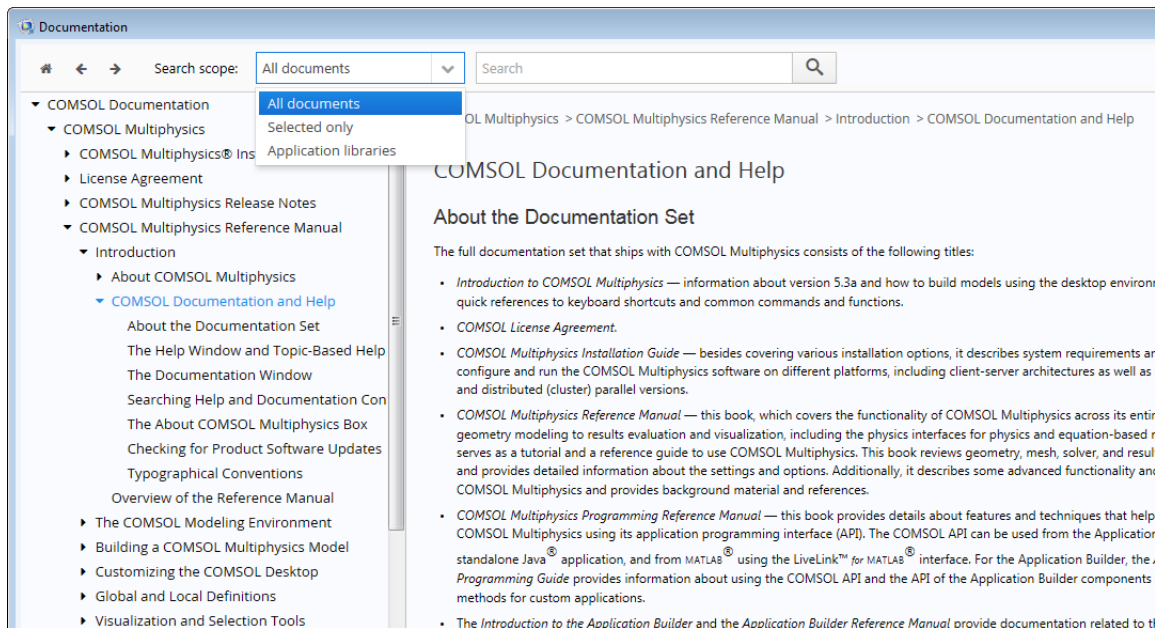 Documentation
Search scope: All documents Search
All documents
Selected only
Application libraries
COMSOL Documentation
COMSOL Multiphysics
COMSOL Multiphysics®
License Agreement
COMSOL Multiphysics Release Notes
COMSOL Multiphysics Reference Manual
Introduction
About COMSOL Multiphysics
COMSOL Documentation and Help
About the Documentation Set
The Help Window and Topic-Based Help
The Documentation Window
Searching Help and Documentation
The About COMSOL Multiphysics Box
Checking for Product Software Updates
Typographical Conventions
Overview of the Reference Manual
The COMSOL Modeling Environment
Building a COMSOL Multiphysics Model
Customizing the COMSOL Desktop
Global and Local Definitions
Visualization and Selection Tools
Multiphysics > COMSOL Multiphysics Reference Manual > Introduction > COMSOL Documentation and Help
COMSOL Documentation and Help
About the Documentation Set
The full documentation set that ships with COMSOL Multiphysics consists of the following titles:
• Introduction to COMSOL Multiphysics — information about version 5.3a and how to build models using the desktop
quick references to keyboard shortcuts and common commands and functions.
• COMSOL License Agreement.
• COMSOL Multiphysics Installation Guide — besides covering various installation options, it describes system requirements
configure and run the COMSOL Multiphysics software on different platforms, including client-server architectures as well as
and distributed (cluster) parallel versions.
• COMSOL Multiphysics Reference Manual — this book, which covers the functionality of COMSOL Multiphysics across its
geometry modeling to results evaluation and visualization, including the physics interfaces for physics and equation-based
serves as a tutorial and a reference guide to use COMSOL Multiphysics. This book reviews geometry, mesh, solver, and
and provides detailed information about the settings and options. Additionally, it describes some advanced functionality
COMSOL Multiphysics and provides background material and references.
• COMSOL Multiphysics Programming Reference Manual — this book provides details about features and techniques that help
COMSOL Multiphysics using its application programming interface (API). The COMSOL API can be used from the Application
standalone Java® application, and from MATLAB® using the LiveLink™ for MATLAB® interface. For the Application Builder, the
Programming Guide provides information about using the COMSOL API and the API of the Application Builder components
methods for custom applications.
• The Introduction to the Application Builder and the Application Builder Reference Manual provide documentation related to